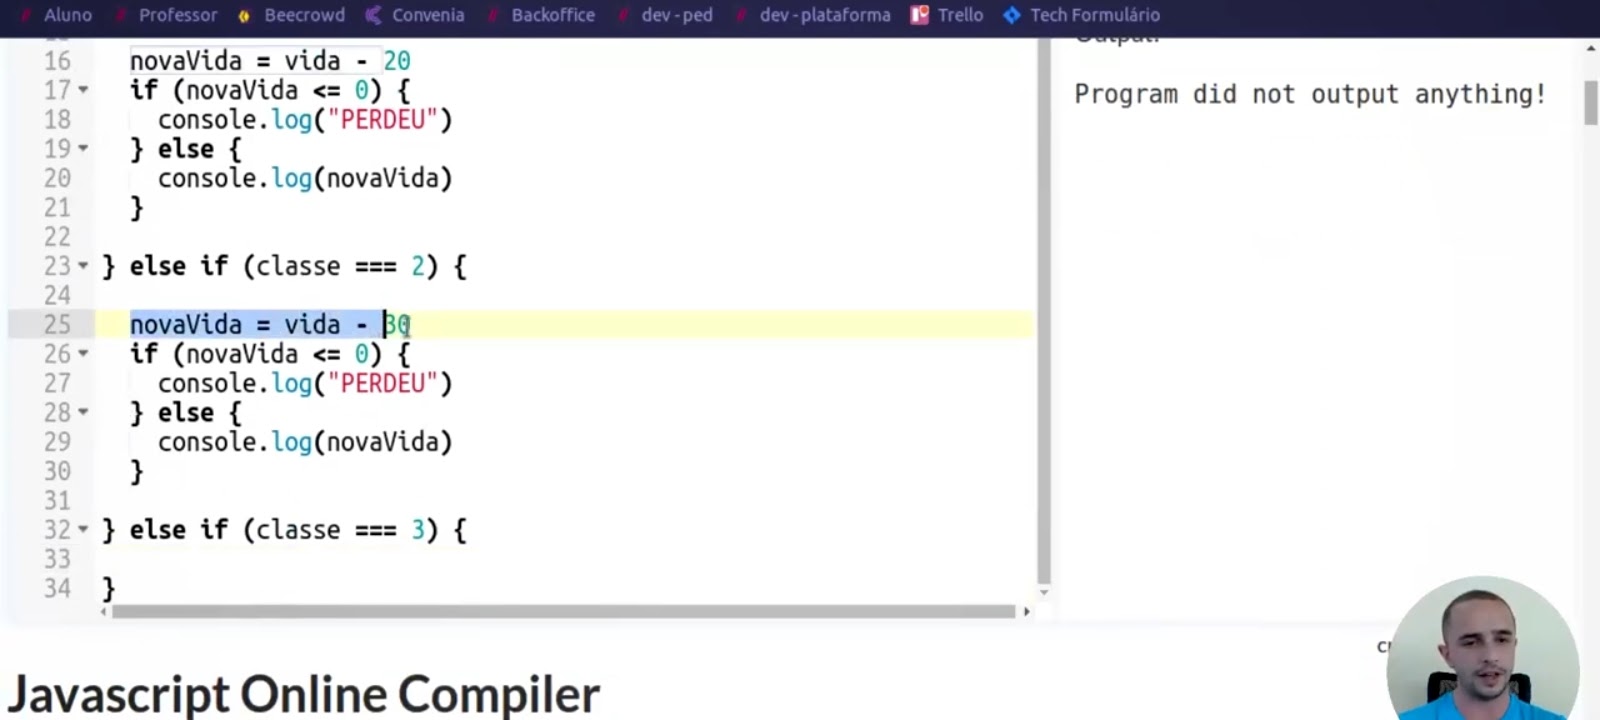 Aluno Professor Beecrowd Convenia Backoffice dev-ped dev-plataforma Trello Tech Formulário
16 novaVida = vida - 20
17 if (novaVida <= 0) {
18 console.log("PERDEU")
19 } else {
20 console.log(novaVida)
21 }
22
23 } else if (classe === 2) {
24
25 novaVida = vida - 30
26 if (novaVida <= 0) {
27 console.log("PERDEU")
28 } else {
29 console.log(novaVida)
30 }
31
32 } else if (classe === 3) {
33
34 }
Output:
Program did not output anything!
Javascript Online Compiler